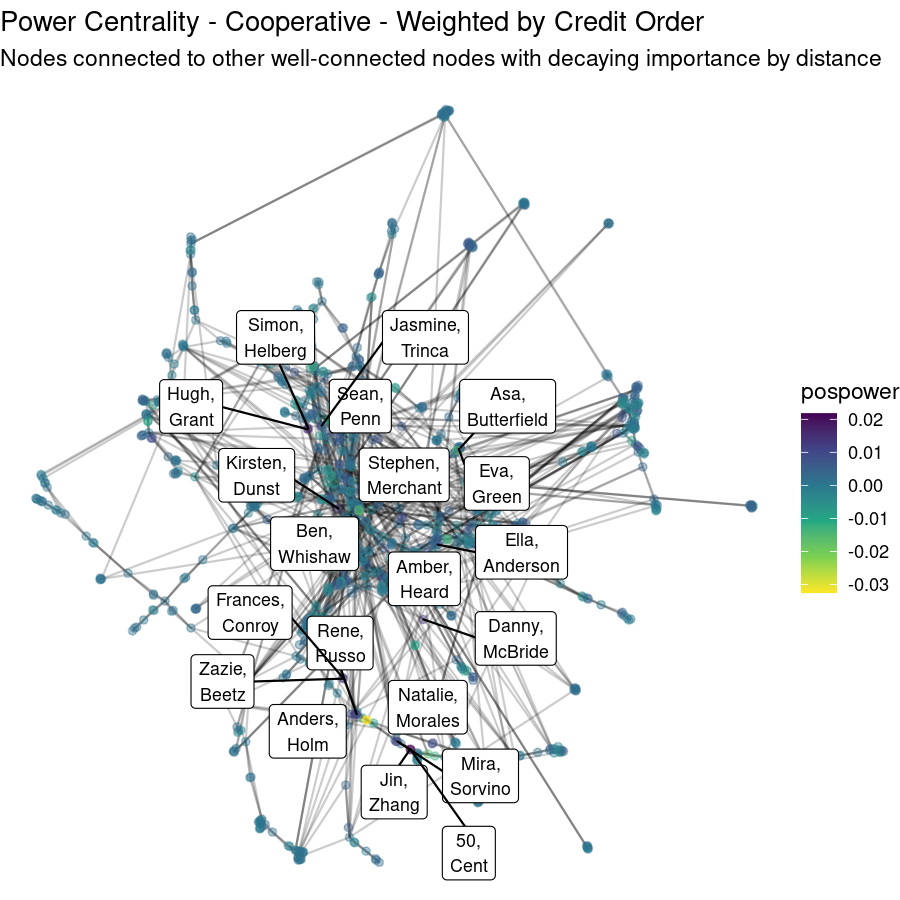 Power Centrality - Cooperative - Weighted by Credit Order
Nodes connected to other well-connected nodes with decaying importance by distance
Simon,
Helberg
Jasmine,
Trinca
Hugh,
Grant
Sean,
Penn
Asa,
Butterfield
Kirsten,
Dunst
Stephen,
Merchant
Eva,
Green
Ben,
Whishaw
Ella,
Anderson
Amber,
Heard
Frances,
Conroy
Rene,
Russo
Danny,
McBride
Zazie,
Beetz
Natalie,
Morales
Anders,
Holm
Mira,
Sorvino
Jin,
Zhang
50,
Cent
pospower
0.02
0.01
0.00
-0.01
-0.02
-0.03